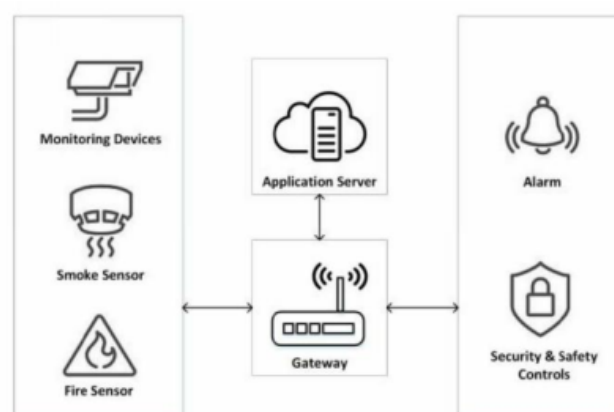 Monitoring Devices
Smoke Sensor
Fire Sensor
Application Server
Gateway
Alarm
Security & Safety
Controls